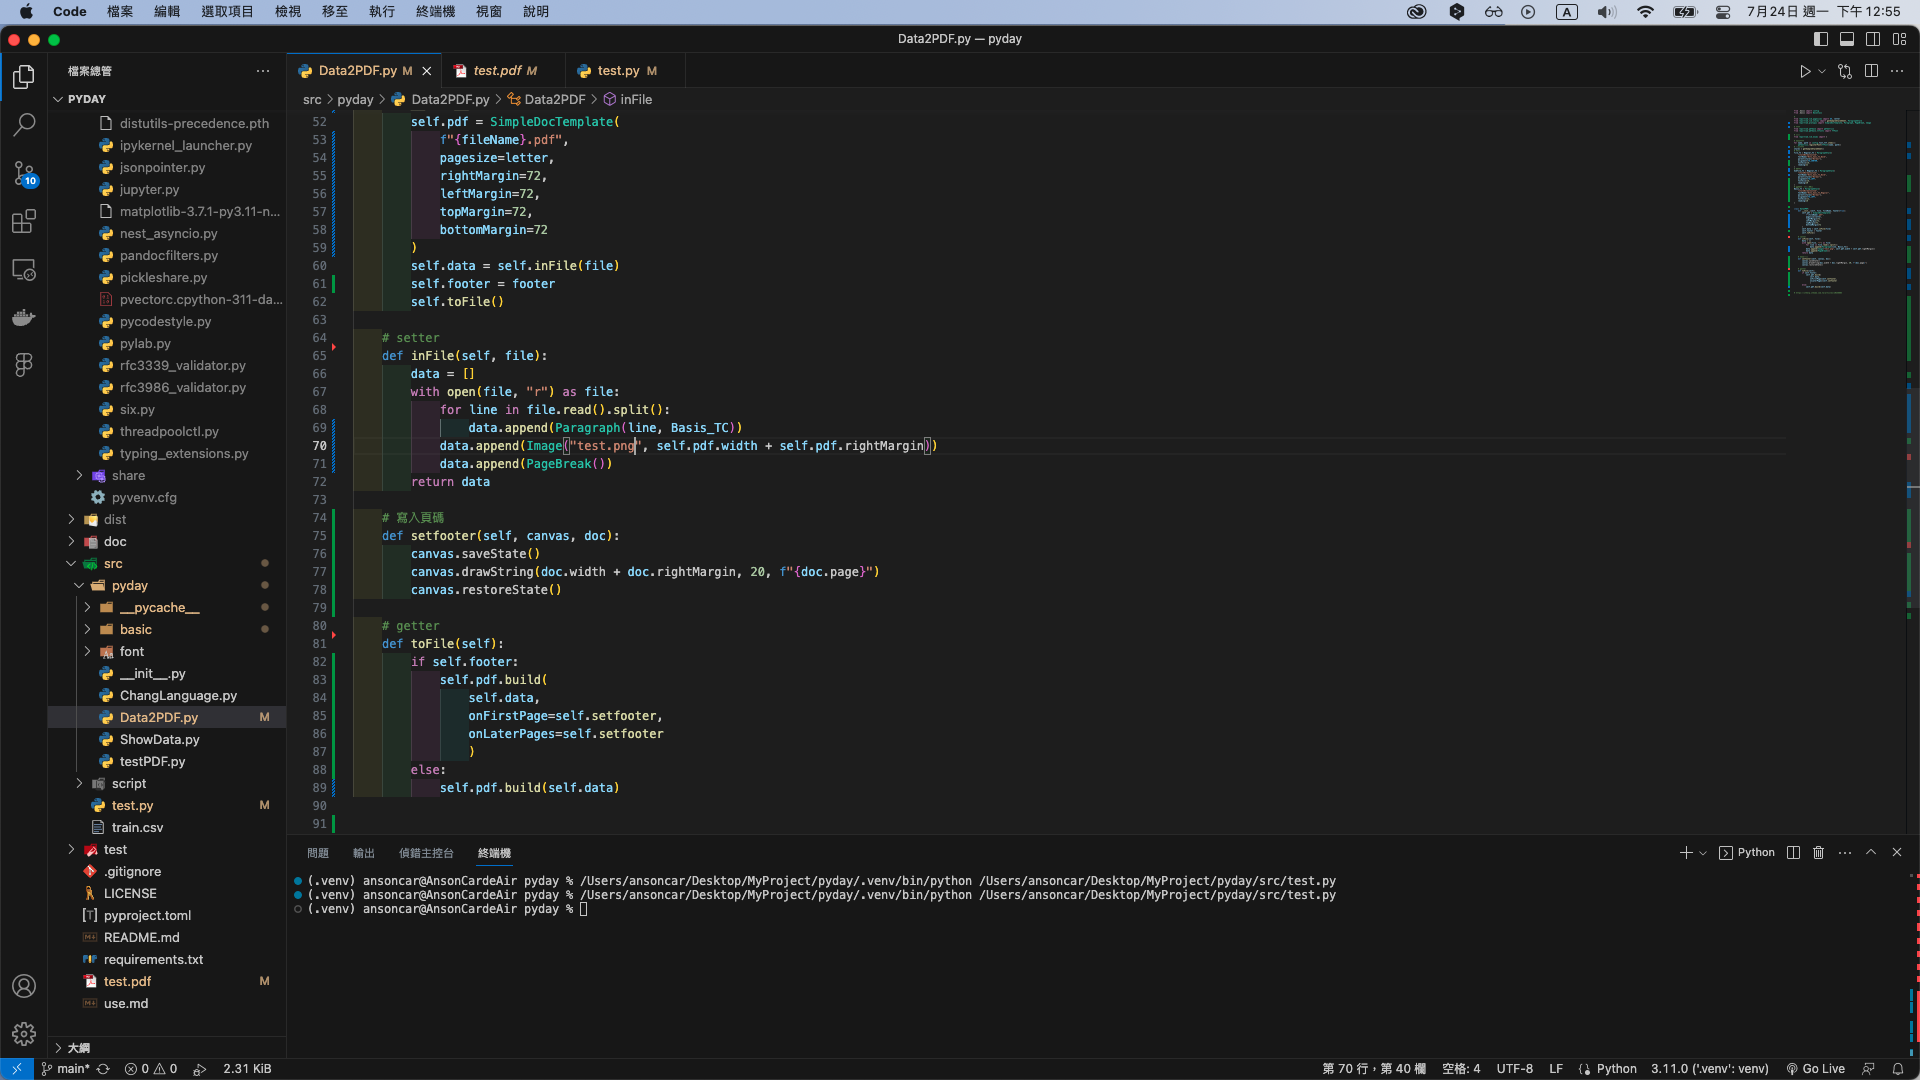 Code 檔案 編輯 選取項目 檢視 移至 執行 終端機 視窗 說明
A 7月24日 週一 下午 12:55
Data2PDF.py — pyday
檔案總管
PYDAY
distutils-precedence.pth
ipykernel_launcher.py
jsonpointer.py
jupyter.py
matplotlib-3.7.1-py3.11-n...
nest_asyncio.py
pandocfilters.py
pickleshare.py
pvectorc.cpython-311-da...
pycodestyle.py
pylab.py
rfc3339_validator.py
rfc3986_validator.py
six.py
threadpoolctl.py
typing_extensions.py
share
pyvenv.cfg
dist
doc
src
pyday
__pycache__
basic
font
__init__.py
ChangLanguage.py
Data2PDF.py M
ShowData.py
testPDF.py
script
test.py M
train.csv
test
.gitignore
LICENSE
pyproject.toml
README.md
requirements.txt
test.pdf M
use.md
大綱
10
Data2PDF.py M test.pdf M test.py M
src > pyday > Data2PDF.py > Data2PDF > inFile
52 self.pdf = SimpleDocTemplate(
53 f"{fileName}.pdf",
54 pagesize=letter,
55 rightMargin=72,
56 leftMargin=72,
57 topMargin=72,
58 bottomMargin=72
59 )
60 self.data = self.inFile(file)
61 self.footer = footer
62 self.toFile()
63
64 # setter
65 def inFile(self, file):
66 data = []
67 with open(file, "r") as file:
68 for line in file.read().split():
69 data.append(Paragraph(line, Basis_TC))
70 data.append(Image("test.png", self.pdf.width + self.pdf.rightMargin))
71 data.append(PageBreak())
72 return data
73
74 # 寫入頁碼
75 def setfooter(self, canvas, doc):
76 canvas.saveState()
77 canvas.drawString(doc.width + doc.rightMargin, 20, f"{doc.page}")
78 canvas.restoreState()
79
80 # getter
81 def toFile(self):
82 if self.footer:
83 self.pdf.build(
84 self.data,
85 onFirstPage=self.setfooter,
86 onLaterPages=self.setfooter
87 )
88 else:
89 self.pdf.build(self.data)
90
91
問題 輸出 偵錯主控台 終端機
Python
(.venv) ansoncar@AnsonCardeAir pyday % /Users/ansoncar/Desktop/MyProject/pyday/.venv/bin/python /Users/ansoncar/Desktop/MyProject/pyday/src/test.py
(.venv) ansoncar@AnsonCardeAir pyday % /Users/ansoncar/Desktop/MyProject/pyday/.venv/bin/python /Users/ansoncar/Desktop/MyProject/pyday/src/test.py
(.venv) ansoncar@AnsonCardeAir pyday %
main* 0 0 2.31 KiB
第 70 行，第 40 欄 空格: 4 UTF-8 LF Python 3.11.0 ('.venv': venv) Go Live